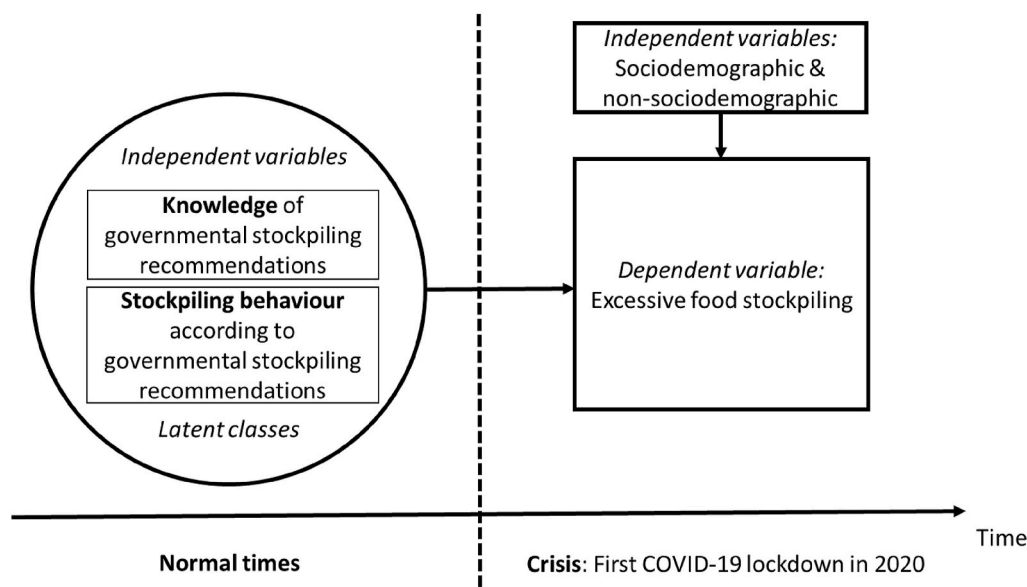 Independent variables
Knowledge of
governmental stockpiling
recommendations
Stockpiling behaviour
according to
governmental stockpiling
recommendations
Latent classes
Independent variables:
Sociodemographic &
non-sociodemographic
Dependent variable:
Excessive food stockpiling
Time
Normal times
Crisis: First COVID-19 lockdown in 2020